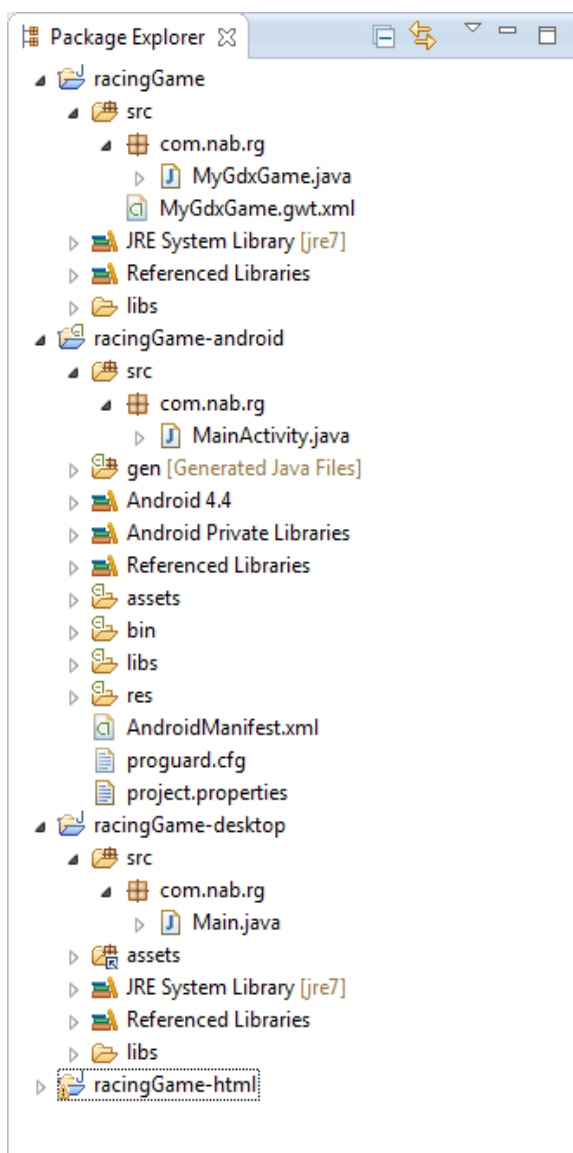 Package Explorer
racingGame
src
com.nab.rg
MyGdxGame.java
MyGdxGame.gwt.xml
JRE System Library [jre7]
Referenced Libraries
libs
racingGame-android
src
com.nab.rg
MainActivity.java
gen [Generated Java Files]
Android 4.4
Android Private Libraries
Referenced Libraries
assets
bin
libs
res
AndroidManifest.xml
proguard.cfg
project.properties
racingGame-desktop
src
com.nab.rg
Main.java
assets
JRE System Library [jre7]
Referenced Libraries
libs
racingGame-html